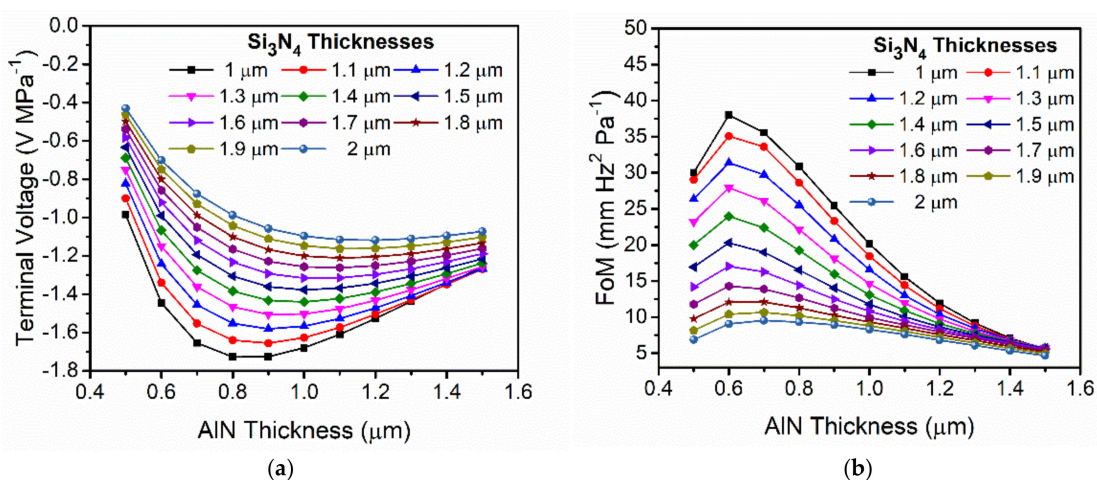 Si₃N₄ Thicknesses
1 μm 1.1 μm 1.2 μm
1.3 μm 1.4 μm 1.5 μm
1.6 μm 1.7 μm 1.8 μm
1.9 μm 2 μm
Terminal Voltage (V MPa⁻¹)
0.0
-0.2
-0.4
-0.6
-0.8
-1.0
-1.2
-1.4
-1.6
-1.8
0.4 0.6 0.8 1.0 1.2 1.4 1.6
AlN Thickness (μm)
(a)
Si₃N₄ Thicknesses
1 μm 1.1 μm
1.2 μm 1.3 μm
1.4 μm 1.5 μm
1.6 μm 1.7 μm
1.8 μm 1.9 μm
2 μm
FoM (mm Hz² Pa⁻¹)
50
45
40
35
30
25
20
15
10
5
0.4 0.6 0.8 1.0 1.2 1.4 1.6
AlN Thickness (μm)
(b)